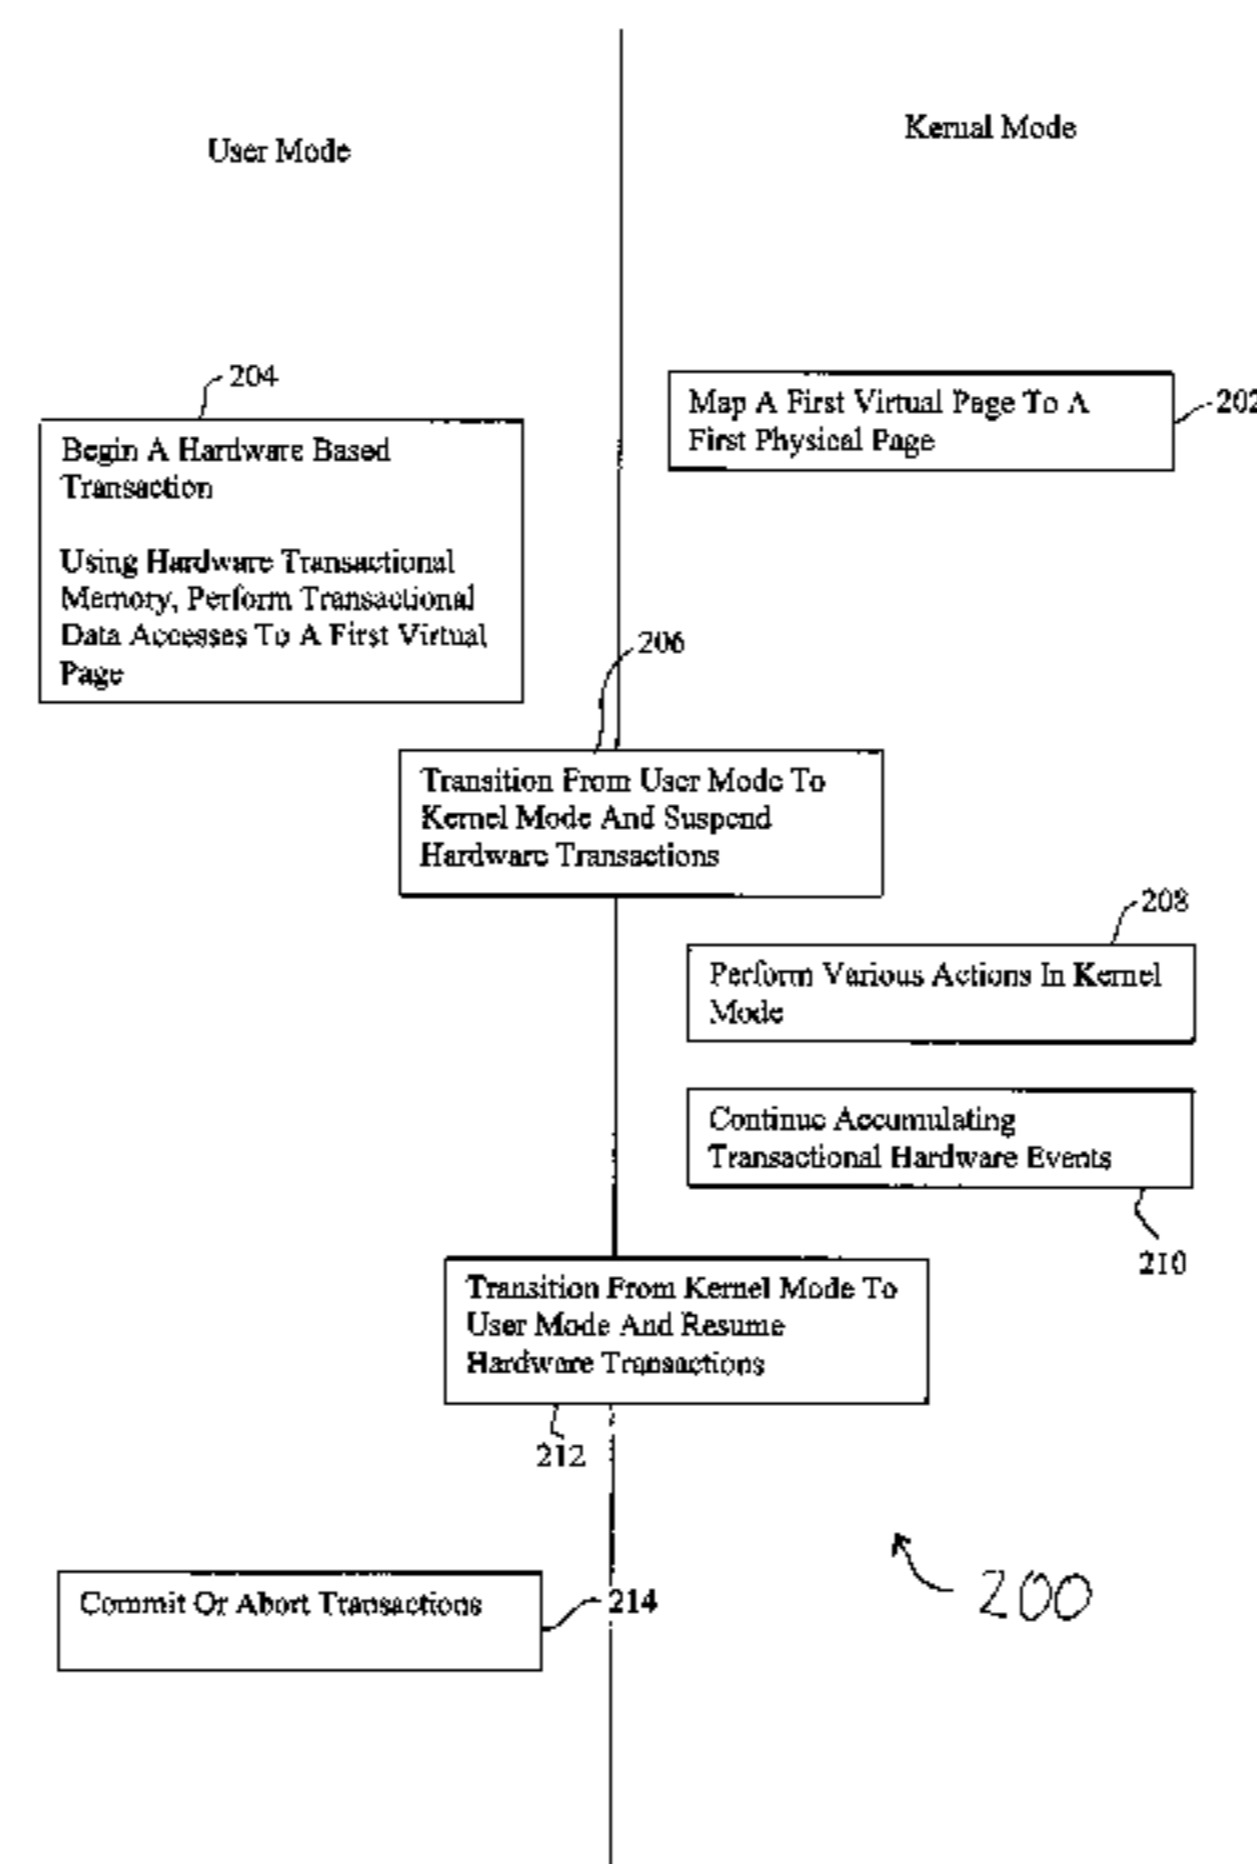 User Mode
Kernal Mode
204
Begin A Hardware Based
Transaction
Using Hardware Transactional
Memory, Perform Transactional
Data Accesses To A First Virtual
Page
Map A First Virtual Page To A
First Physical Page
202
206
Transition From User Mode To
Kernel Mode And Suspend
Hardware Transactions
208
Perform Various Actions In Kernel
Mode
Continue Accumulating
Transactional Hardware Events
210
Transition From Kernel Mode To
User Mode And Resume
Hardware Transactions
212
Commit Or Abort Transactions
214
200